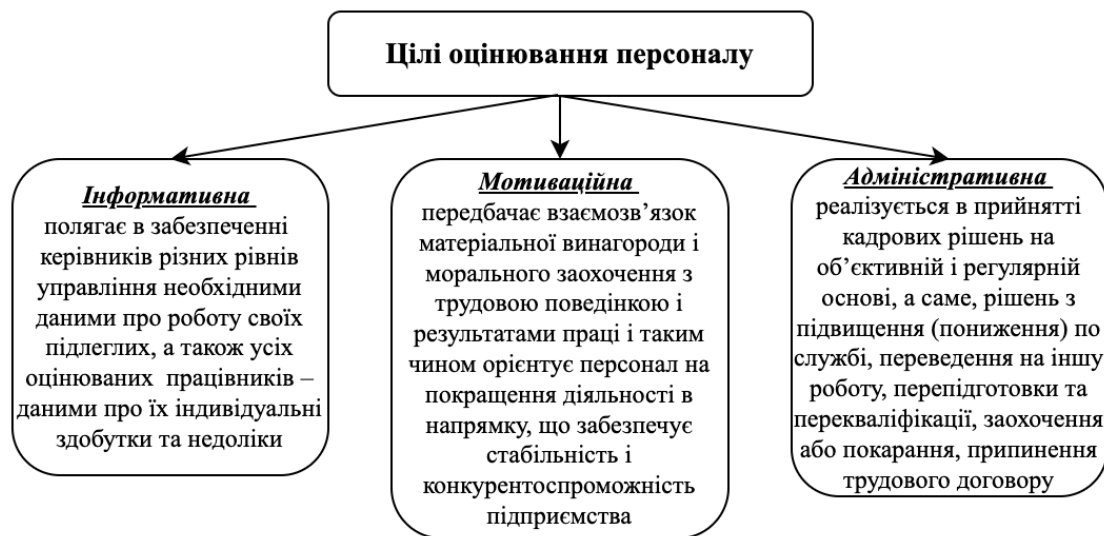 Цілі оцінювання персоналу
Інформативна
полягає в забезпеченні
керівників різних рівнів
управління необхідними
даними про роботу своїх
підлеглих, а також усіх
оцінюваних працівників –
даними про їх індивідуальні
здобутки та недоліки
Мотиваційна
передбачає взаємозв’язок
матеріальної винагороди і
морального заохочення з
трудовою поведінкою і
результатами праці і таким
чином орієнтує персонал на
покращення діяльності в
напрямку, що забезпечує
стабільність і
конкурентоспроможність
підприємства
Адміністративна
реалізується в прийнятті
кадрових рішень на
об’єктивній і регулярній
основі, а саме, рішень з
підвищення (пониження) по
службі, переведення на іншу
роботу, перепідготовки та
перекваліфікації, заохочення
або покарання, припинення
трудового договору